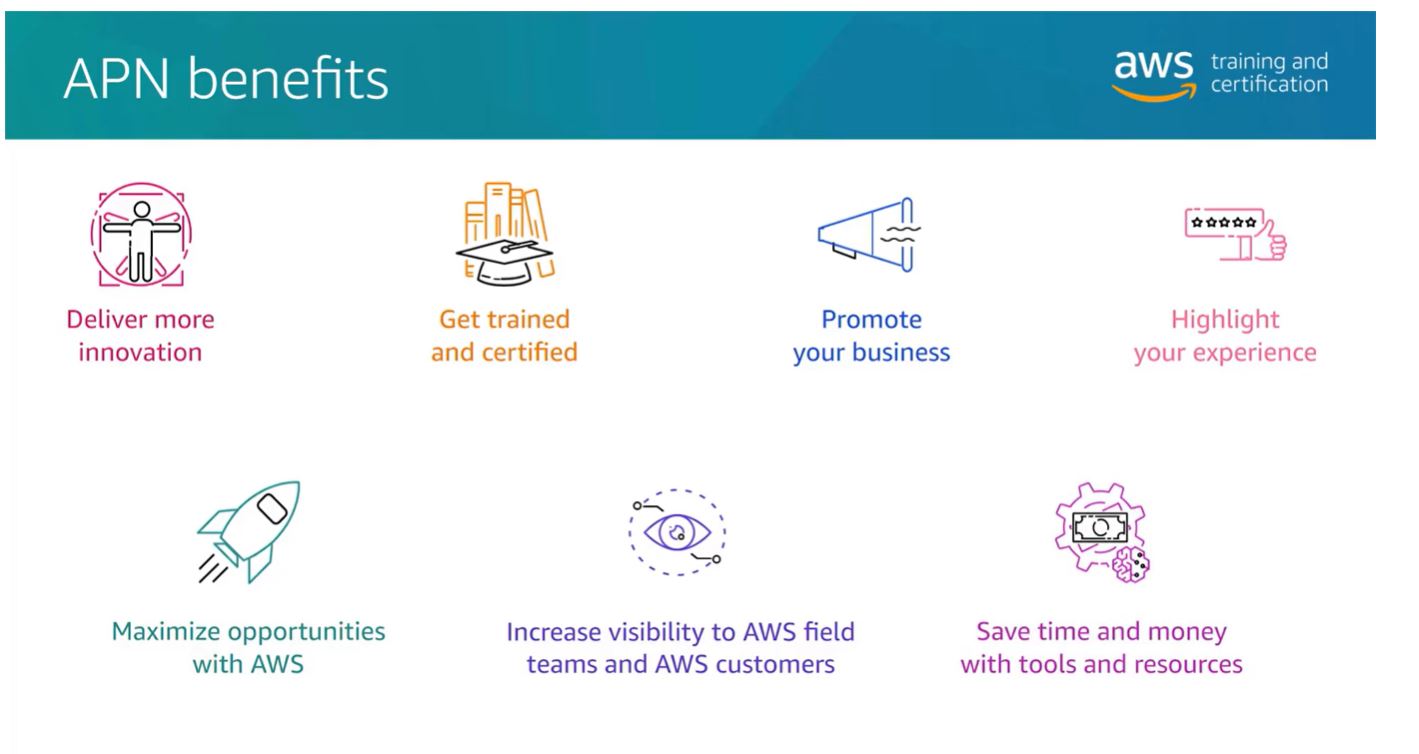 APN benefits
aws training and
certification
Deliver more
innovation
Get trained
and certified
Promote
your business
Highlight
your experience
Maximize opportunities
with AWS
Increase visibility to AWS field
teams and AWS customers
Save time and money
with tools and resources